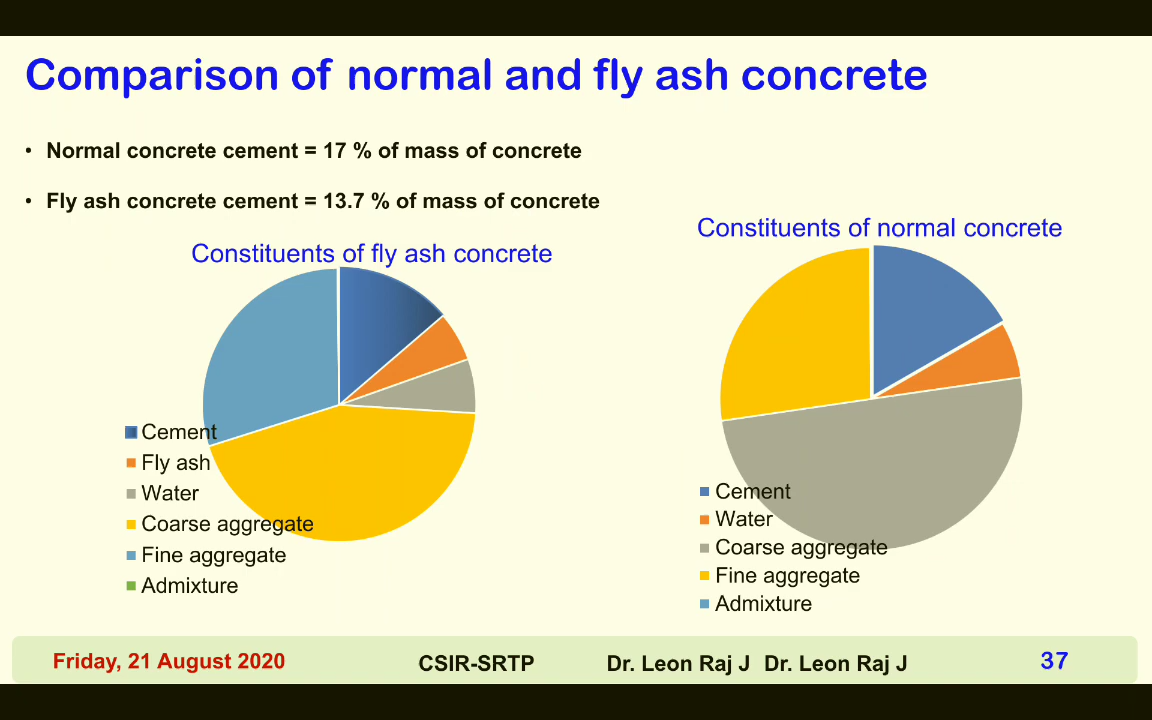 Comparison of normal and fly ash concrete
• Normal concrete cement = 17 % of mass of concrete
• Fly ash concrete cement = 13.7 % of mass of concrete
Constituents of fly ash concrete
Cement
Fly ash
Water
Coarse aggregate
Fine aggregate
Admixture
Constituents of normal concrete
Cement
Water
Coarse aggregate
Fine aggregate
Admixture
Friday, 21 August 2020 CSIR-SRTP Dr. Leon Raj J Dr. Leon Raj J 37